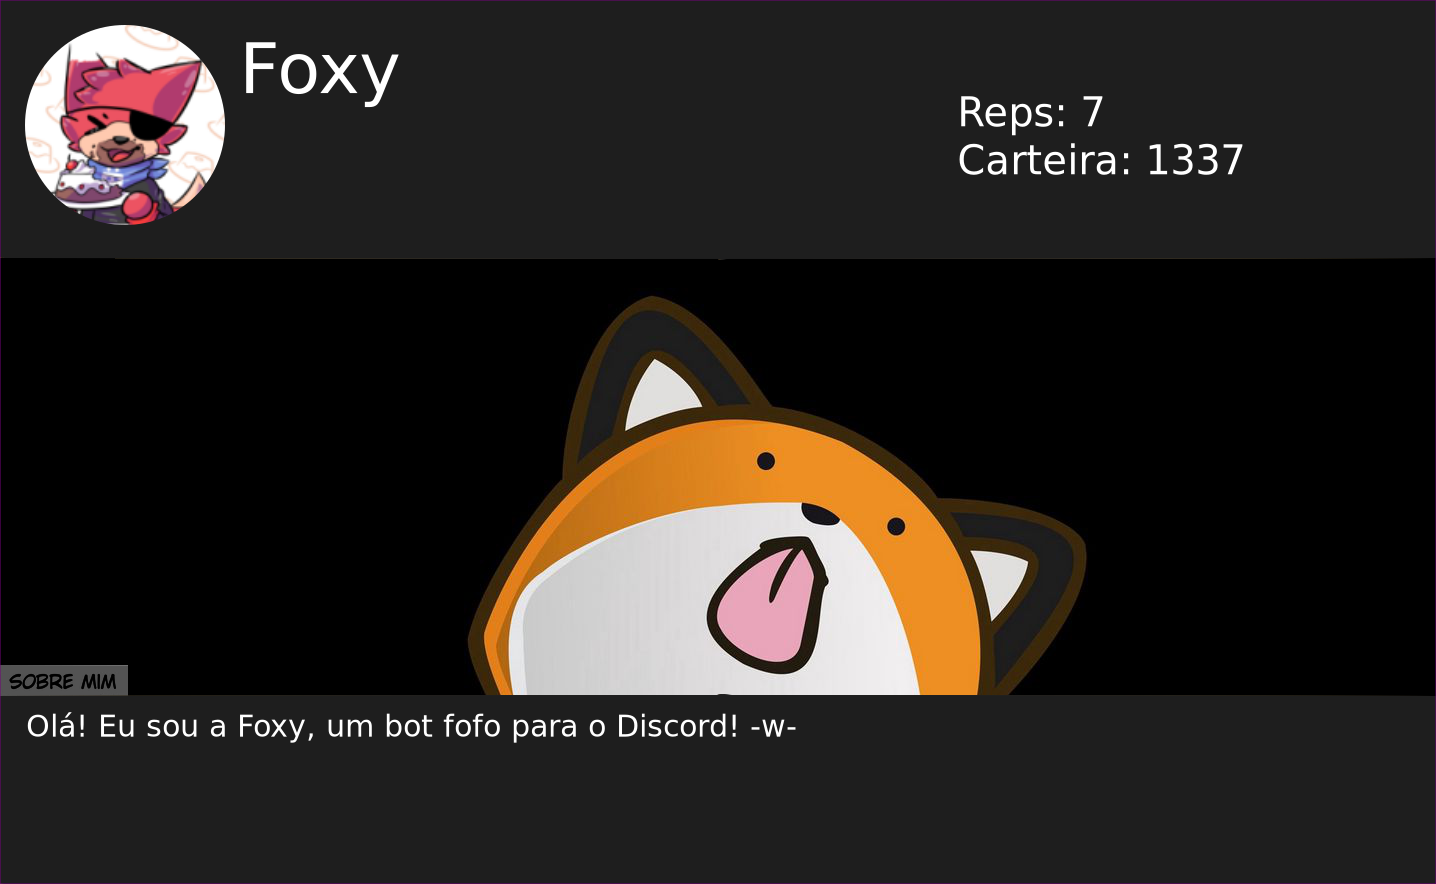 Foxy
Reps: 7
Carteira: 1337
SOBRE MIM
Olá! Eu sou a Foxy, um bot fofo para o Discord! -w-